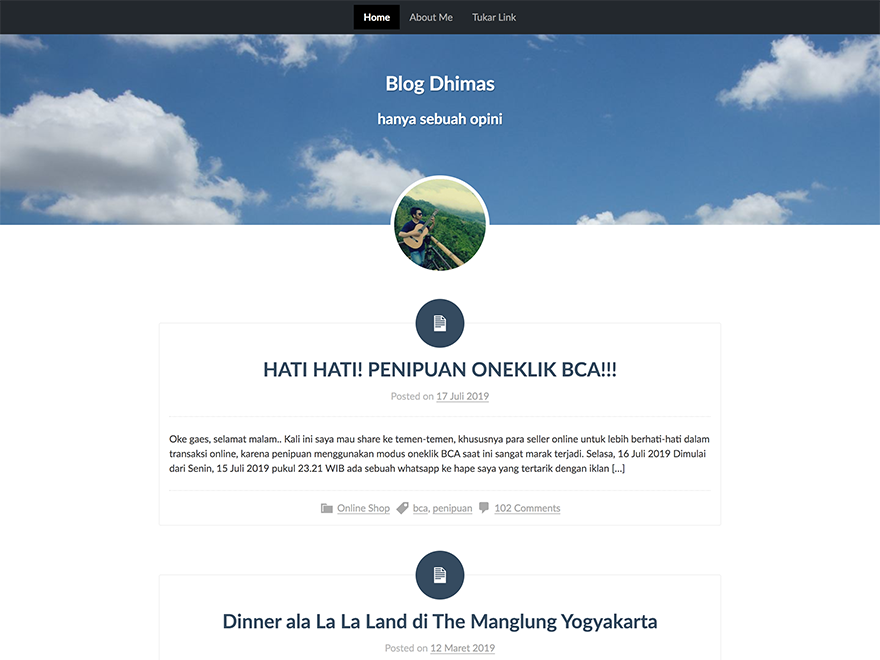 Home About Me Tukar Link
Blog Dhimas
hanya sebuah opini
HATI HATI! PENIPUAN ONEKLIK BCA!!!
Posted on 17 Juli 2019
Oke gaes, selamat malam.. Kali ini saya mau share ke temen-temen, khususnya para seller online untuk lebih berhati-hati dalam
transaksi online, karena penipuan menggunakan modus oneklik BCA saat ini sangat marak terjadi. Selasa, 16 Juli 2019 Dimulai
dari Senin, 15 Juli 2019 pukul 23.21 WIB ada sebuah whatsapp ke hape saya yang tertarik dengan iklan [...]
Online Shop bca, penipuan 102 Comments
Dinner ala La La Land di The Manglung Yogyakarta
Posted on 12 Maret 2019